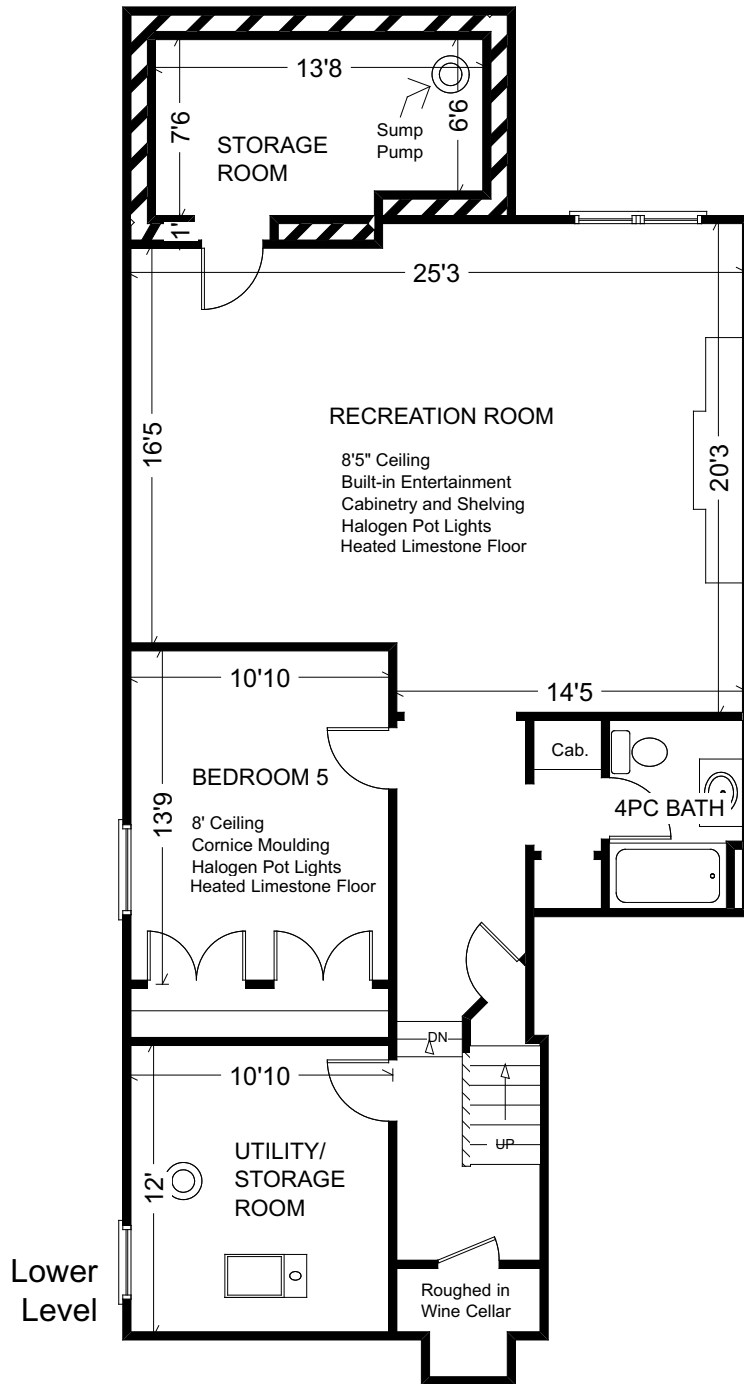 13'8
7'6
6'6
Sump
Pump
STORAGE
ROOM
1'
25'3
RECREATION ROOM
16'5
20'3
8'5" Ceiling
Built-in Entertainment
Cabinetry and Shelving
Halogen Pot Lights
Heated Limestone Floor
10'10
14'5
Cab.
BEDROOM 5
4PC BATH
13'9
8' Ceiling
Cornice Moulding
Halogen Pot Lights
Heated Limestone Floor
DN
10'10
UP
UTILITY/
STORAGE
ROOM
12'
Lower
Level
Roughed in
Wine Cellar